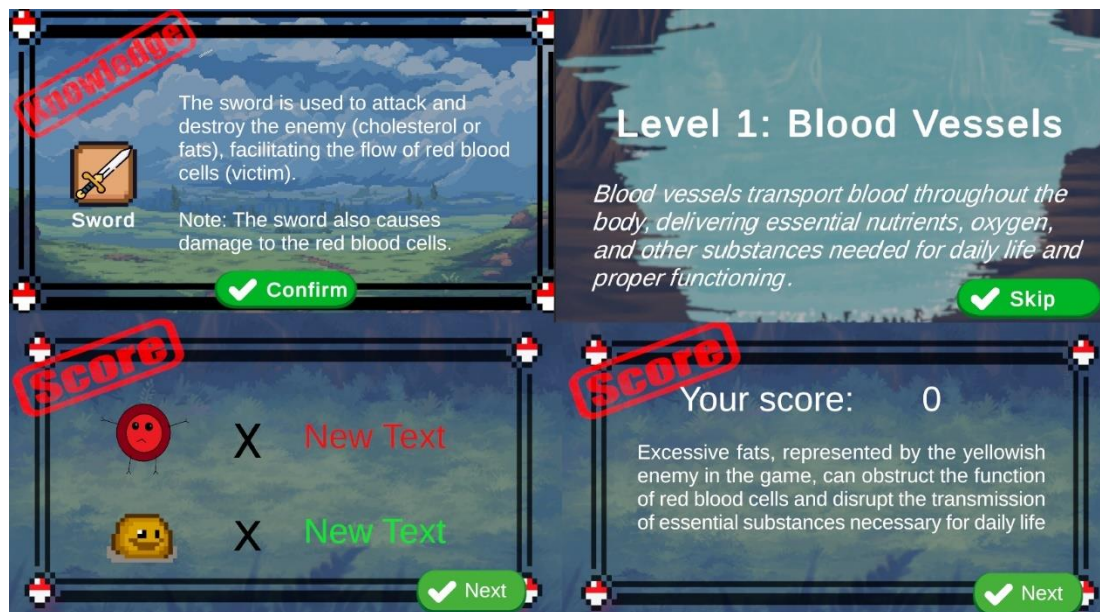 Knowledge
The sword is used to attack and
destroy the enemy (cholesterol or
fats), facilitating the flow of red blood
cells (victim).
Sword
Note: The sword also causes
damage to the red blood cells.
Confirm
Level 1: Blood Vessels
Blood vessels transport blood throughout the
body, delivering essential nutrients, oxygen,
and other substances needed for daily life and
proper functioning.
Skip
Score
X New Text
X New Text
Next
Score
Your score: 0
Excessive fats, represented by the yellowish
enemy in the game, can obstruct the function
of red blood cells and disrupt the transmission
of essential substances necessary for daily life
Next